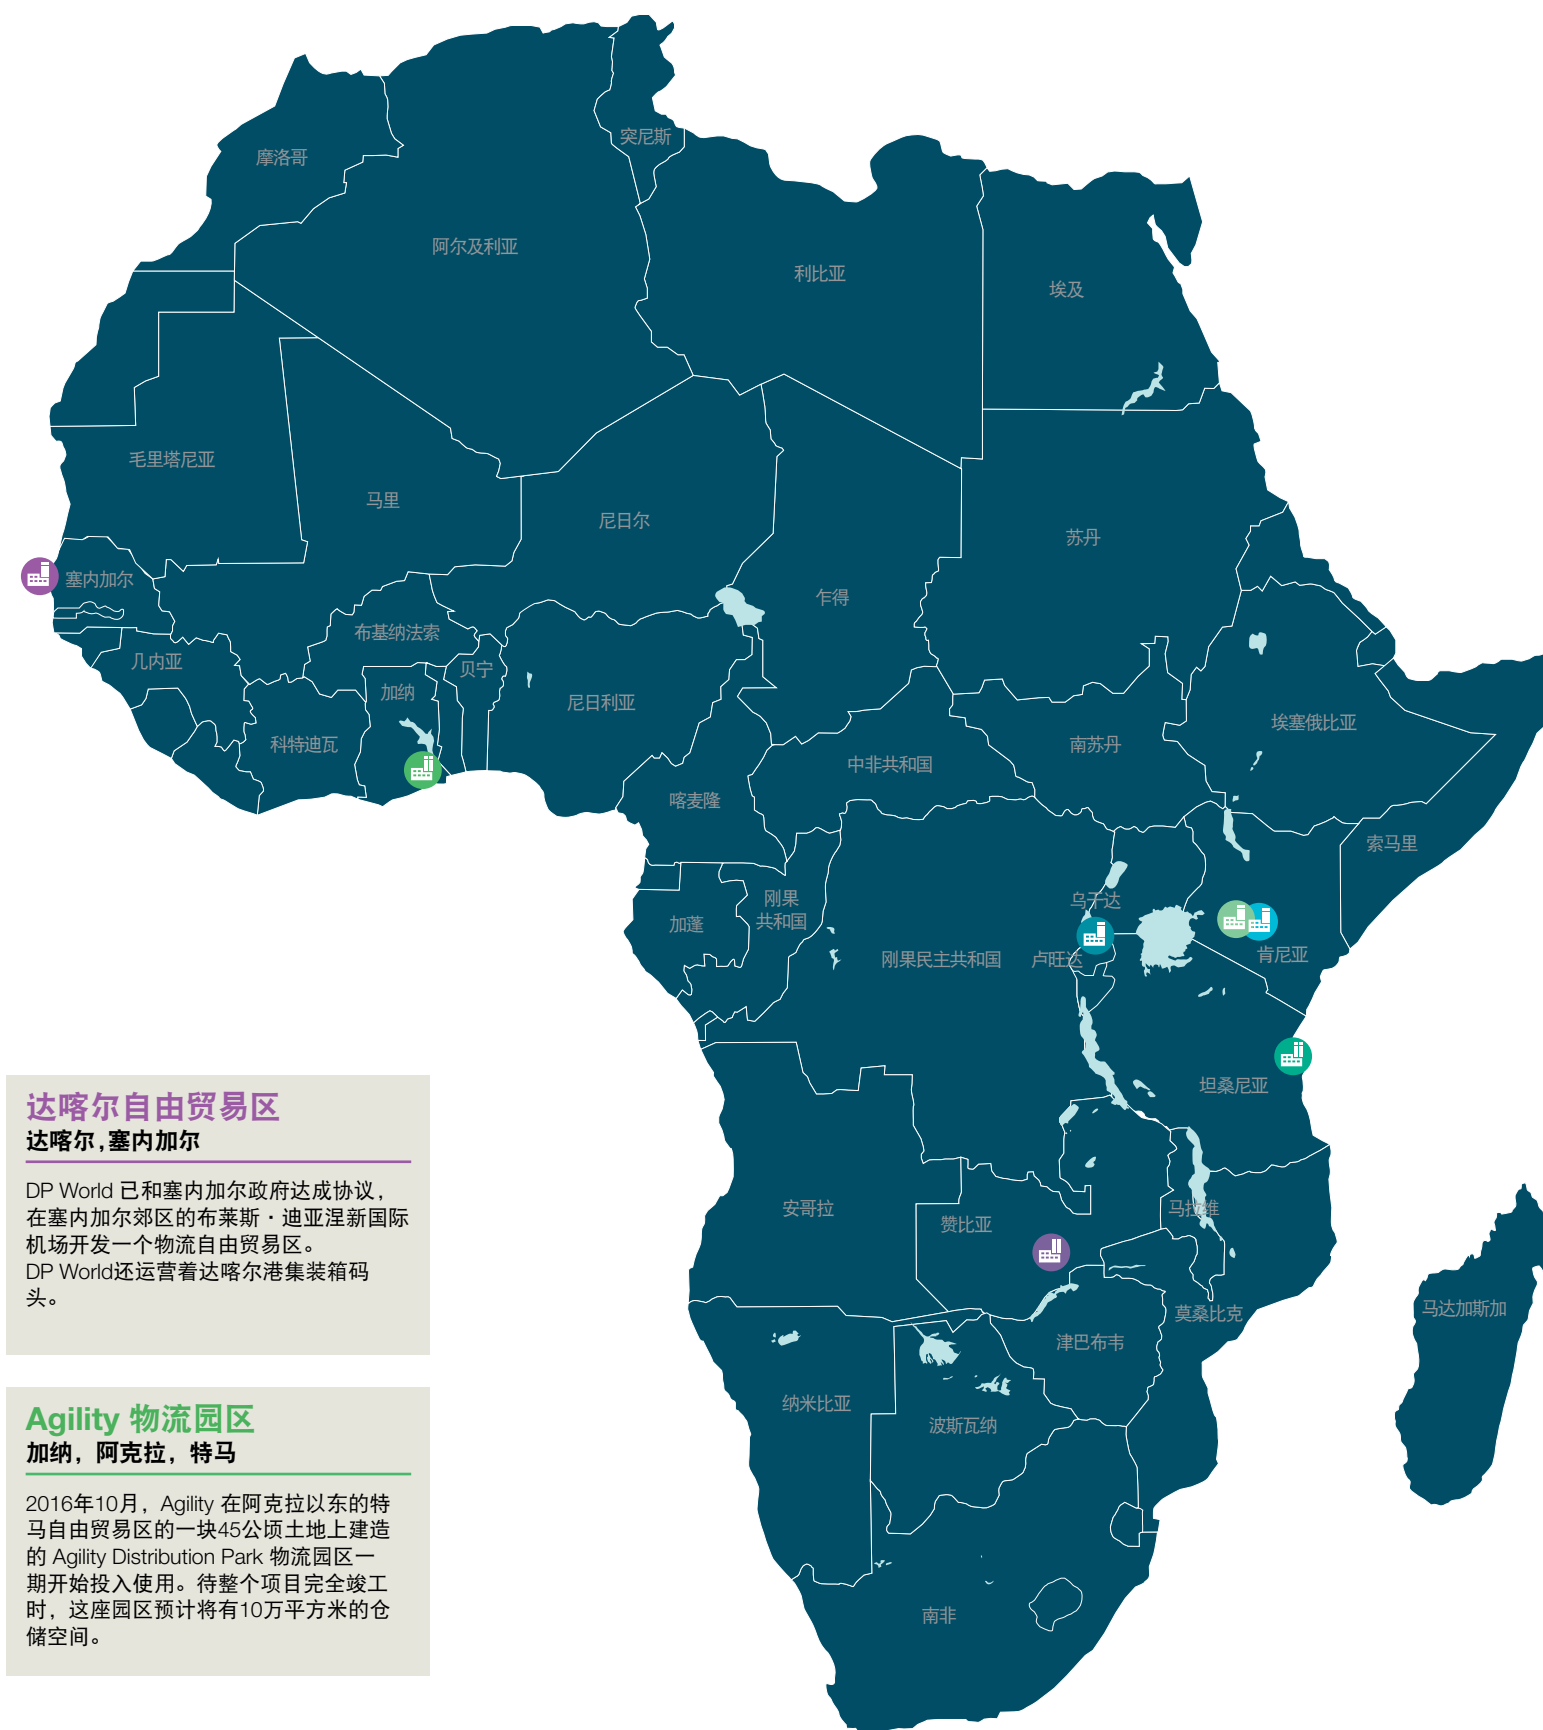 突尼斯
摩洛哥
阿尔及利亚
利比亚
埃及
毛里塔尼亚
马里
尼日尔
苏丹
塞内加尔
乍得
布基纳法索
几内亚
贝宁
加纳
尼日利亚
埃塞俄比亚
科特迪瓦
南苏丹
中非共和国
喀麦隆
索马里
刚果
共和国
乌干达
加蓬
肯尼亚
刚果民主共和国
卢旺达
坦桑尼亚
安哥拉
马拉维
赞比亚
莫桑比克
马达加斯加
津巴布韦
纳米比亚
波斯瓦纳
南非
达喀尔自由贸易区
达喀尔,塞内加尔
DP World 已和塞内加尔政府达成协议，
在塞内加尔郊区的布莱斯·迪亚涅新国际
机场开发一个物流自由贸易区。
DP World还运营着达喀尔港集装箱码
头。
Agility 物流园区
加纳，阿克拉，特马
2016年10月，Agility 在阿克拉以东的特
马自由贸易区的一块45公顷土地上建造
的 Agility Distribution Park 物流园区一
期开始投入使用。待整个项目完全竣工
时，这座园区预计将有10万平方米的仓
储空间。